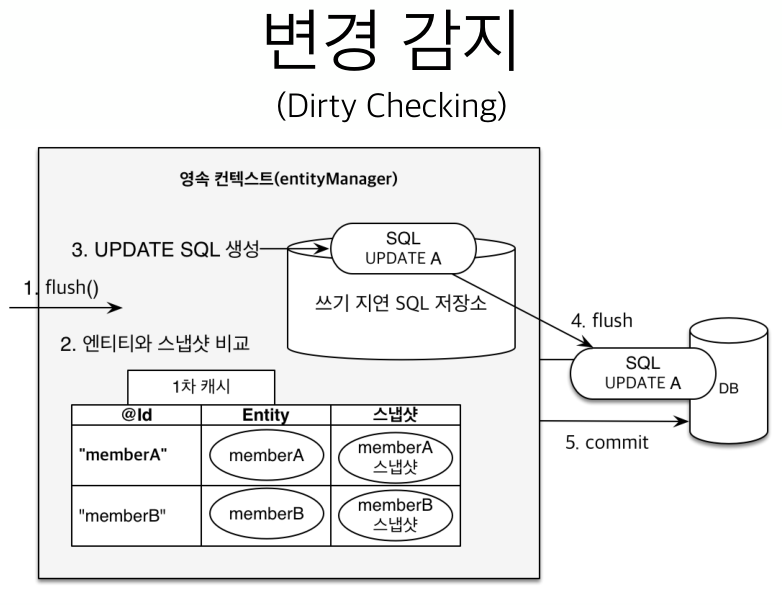 변경 감지
(Dirty Checking)
영속 컨텍스트(entityManager)
3. UPDATE SQL 생성
SQL
UPDATE A
1. flush()
쓰기 지연 SQL 저장소
4. flush
2. 엔티티와 스냅샷 비교
SQL
UPDATE A
DB
1차 캐시
@Id Entity 스냅샷
5. commit
"memberA" memberA memberA
스냅샷
"memberB" memberB memberB
스냅샷